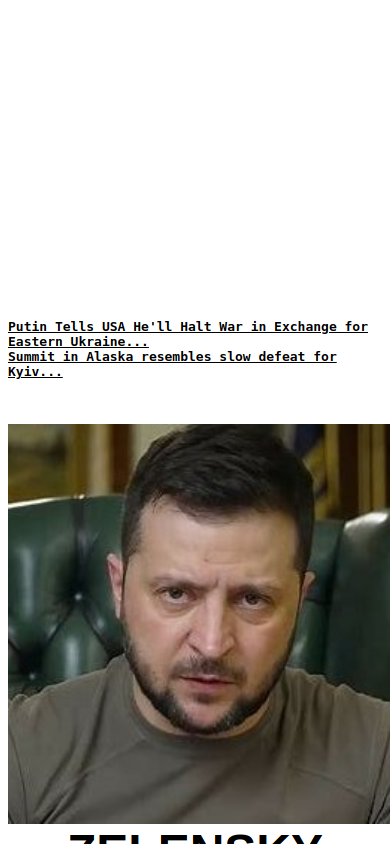 Putin Tells USA He'll Halt War in Exchange for
Eastern Ukraine...
Summit in Alaska resembles slow defeat for
Kyiv...
ZELENSKY